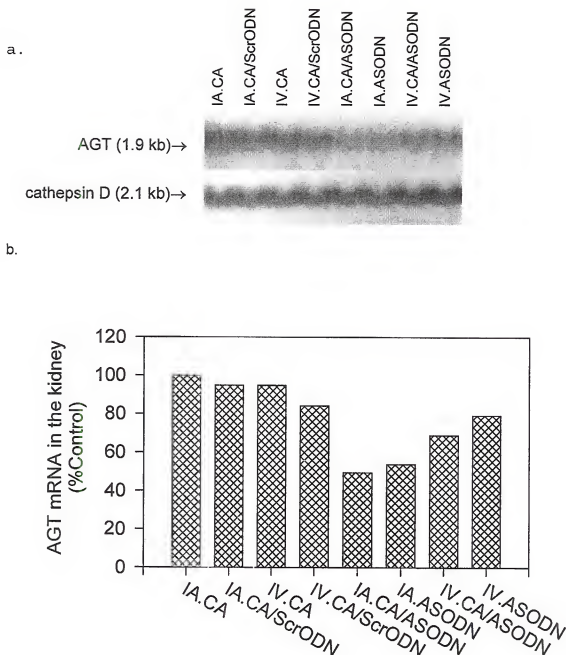 a.
IA.CA
IA.CA/ScrODN
IV.CA
IV.CA/ScrODN
IA.CA/ASODN
IA.ASODN
IV.CA/ASODN
IV.ASODN
AGT (1.9 kb)→
cathepsin D (2.1 kb)→
b.
AGT mRNA in the kidney
(%Control)
120
100
80
60
40
20
0
IA.CA
IA.CA/ScrODN
IV.CA
IV.CA/ScrODN
IA.CA/ASODN
IA.ASODN
IV.CA/ASODN
IV.ASODN